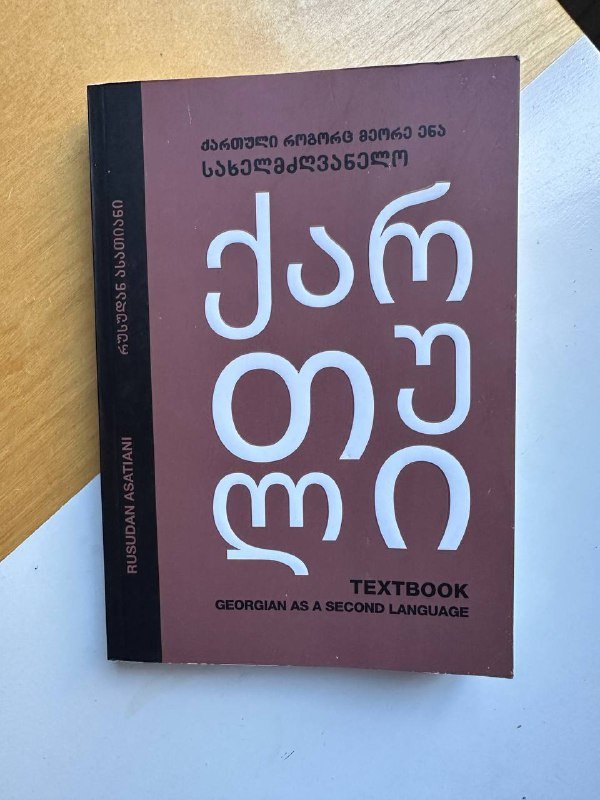 ქართული როგორც მეორე ენა
სახელმძღვანელო
ქარ
თუ
ლი
TEXTBOOK
GEORGIAN AS A SECOND LANGUAGE
რუსუდან ასათიანი
RUSUDAN ASATIANI